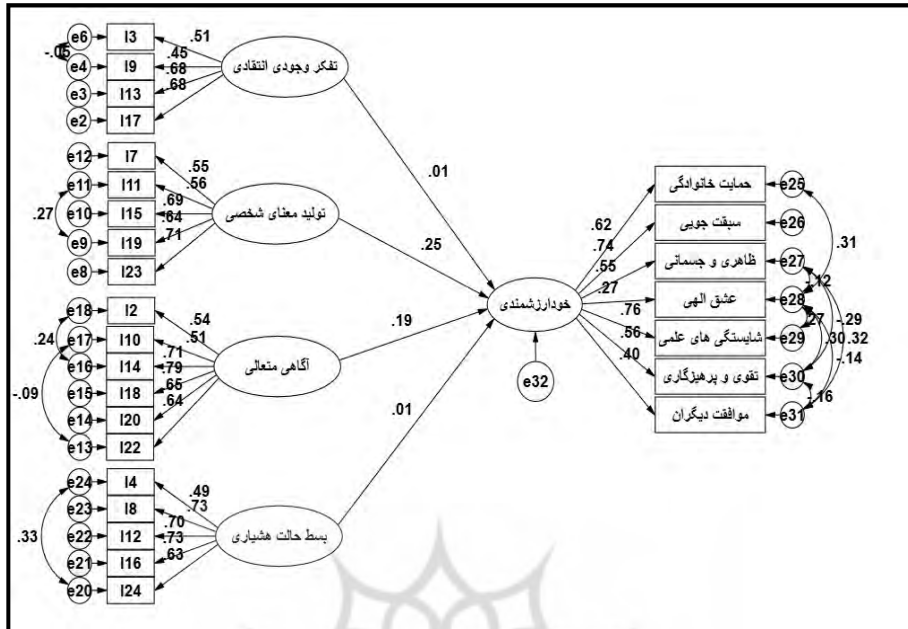 e6 I3 .51
-.05
e4 I9 .45
e3 I13 .68
e2 I17 .68
تفکر وجودی انتقادی
.01
e12 I7 .55
e11 I11 .56
.27
e10 I15 .69
e9 I19 .64
e8 I23 .71
تولید معنای شخصی
.25
e18 I2 .54
.24
e17 I10 .51
e16 I14 .71
-.09
e15 I18 .79
e14 I20 .65
e13 I22 .64
آگاهی متعالی
.19
e24 I4 .49
e23 I8 .73
.33
e22 I12 .70
e21 I16 .73
e20 I24 .63
بسط حالت هشیاری
.01
خودارزشمندی
e32
.62 حمایت خانوادگی e25
.74 سبقت جویی e26
.55 ظاهری و جسمانی e27
.27 عشق الهی e28
.76 شایستگی های علمی e29
.56 تقوی و پرهیزگاری e30
.40 موافقت دیگران e31
.31
-.12
.27
-.29
.30
.32
-.14
-.16